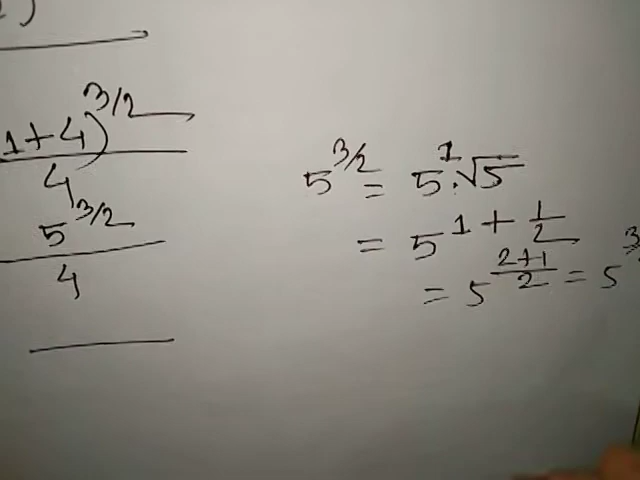 )
(1+4)^{3/2}
4
5^{3/2}
4
5^{3/2} = 5^1 · √5
= 5^{1 + 1/2}
= 5^{(2+1)/2} = 5^3